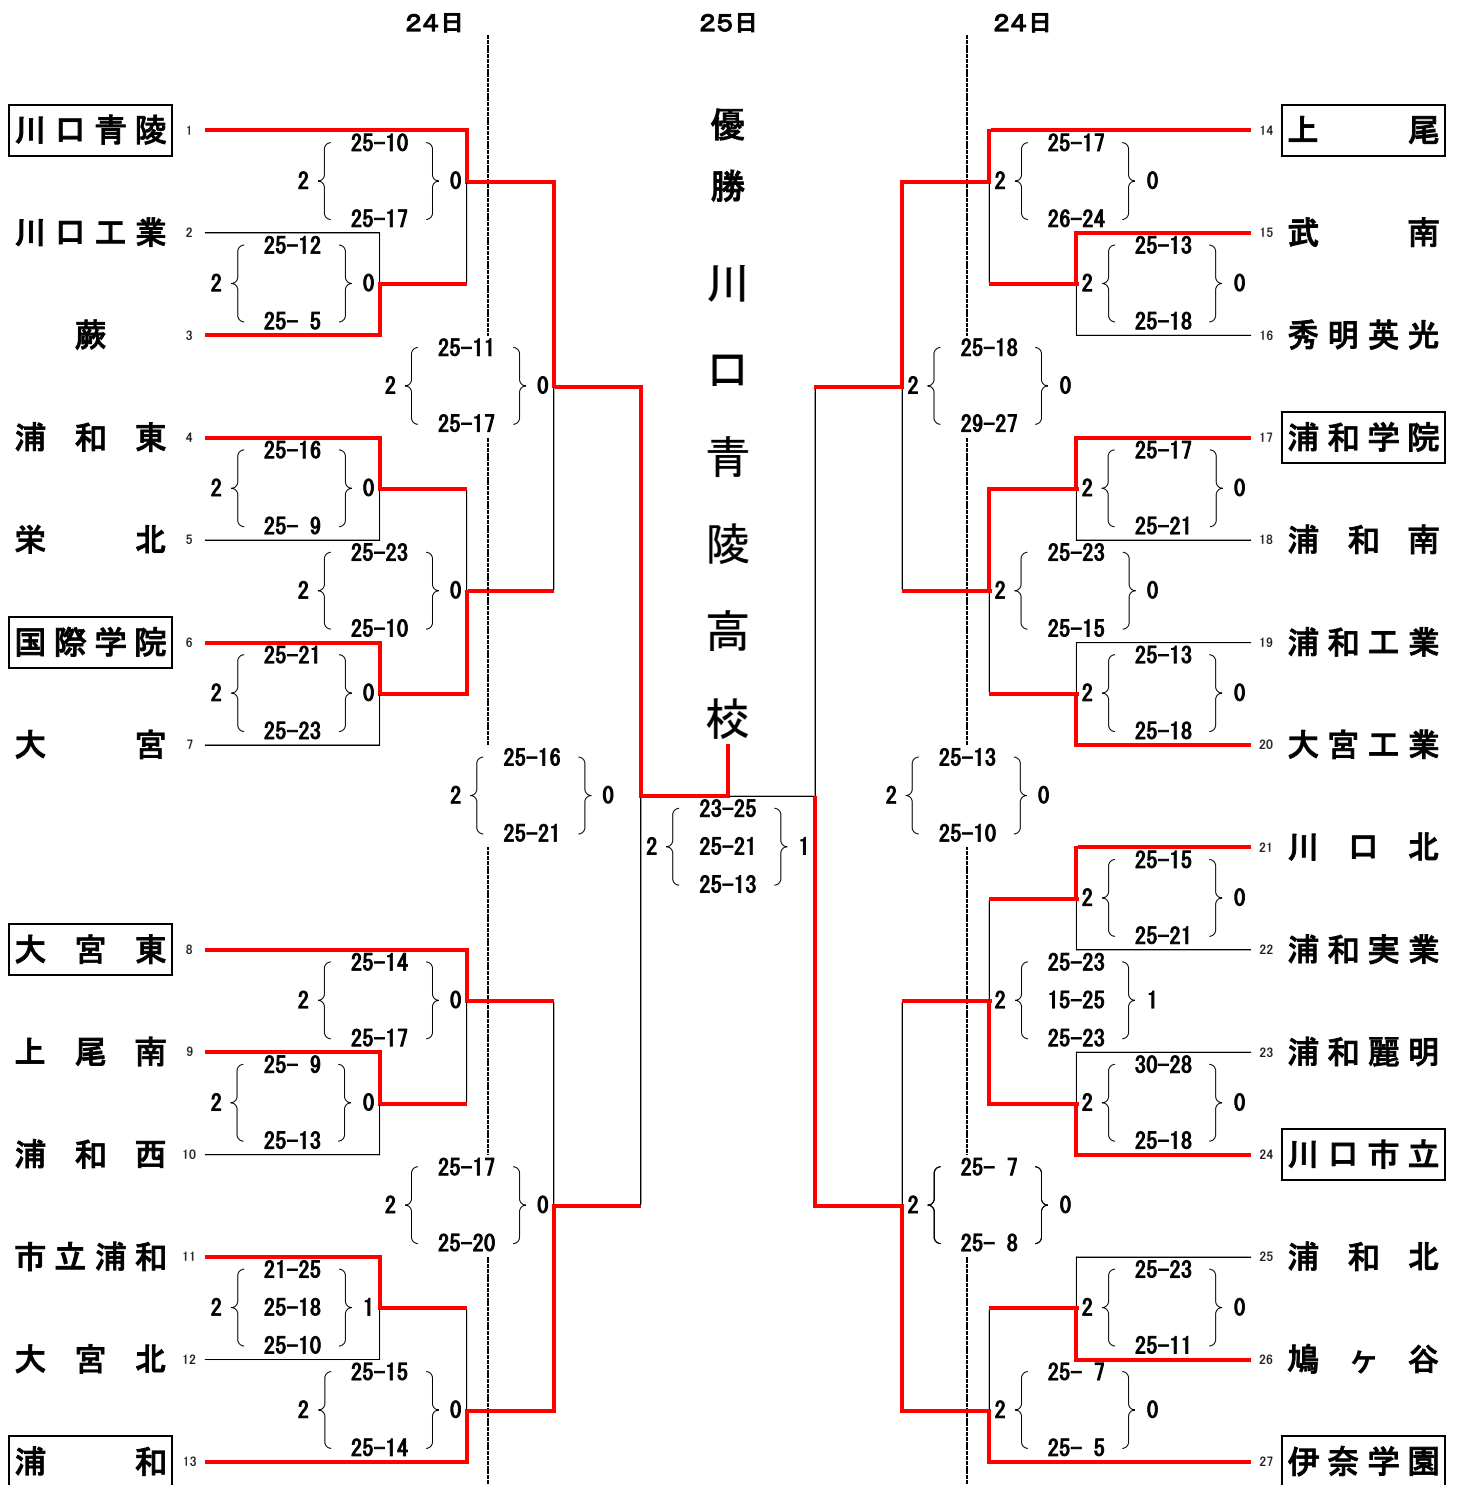 24日 25日 24日
優勝 川口青陵高校
川口青陵 1
25-10
2 0
25-17
川口工業 2
25-12
2 0
25- 5
蕨 3
25-11
2 0
25-17
浦和東 4
25-16
2 0
25- 9
栄北 5
25-23
2 0
25-10
国際学院 6
25-21
2 0
25-23
大宮 7
25-16
2 0
25-21
大宮東 8
25-14
2 0
25-17
上尾南 9
25- 9
2 0
25-13
浦和西 10
25-17
2 0
25-20
市立浦和 11
21-25
2 25-18 1
25-10
大宮北 12
25-15
2 0
25-14
浦和 13
23-25
2 25-21 1
25-13
14 上尾
25-17
2 0
26-24
15 武南
25-13
2 0
25-18
16 秀明英光
25-18
2 0
29-27
17 浦和学院
25-17
2 0
25-21
18 浦和南
25-23
2 0
25-15
19 浦和工業
25-13
2 0
25-18
20 大宮工業
25-13
2 0
25-10
21 川口北
25-15
2 0
25-21
22 浦和実業
25-23
2 15-25 1
25-23
23 浦和麗明
30-28
2 0
25-18
24 川口市立
25- 7
2 0
25- 8
25 浦和北
25-23
2 0
25-11
26 鳩ヶ谷
25- 7
2 0
25- 5
27 伊奈学園